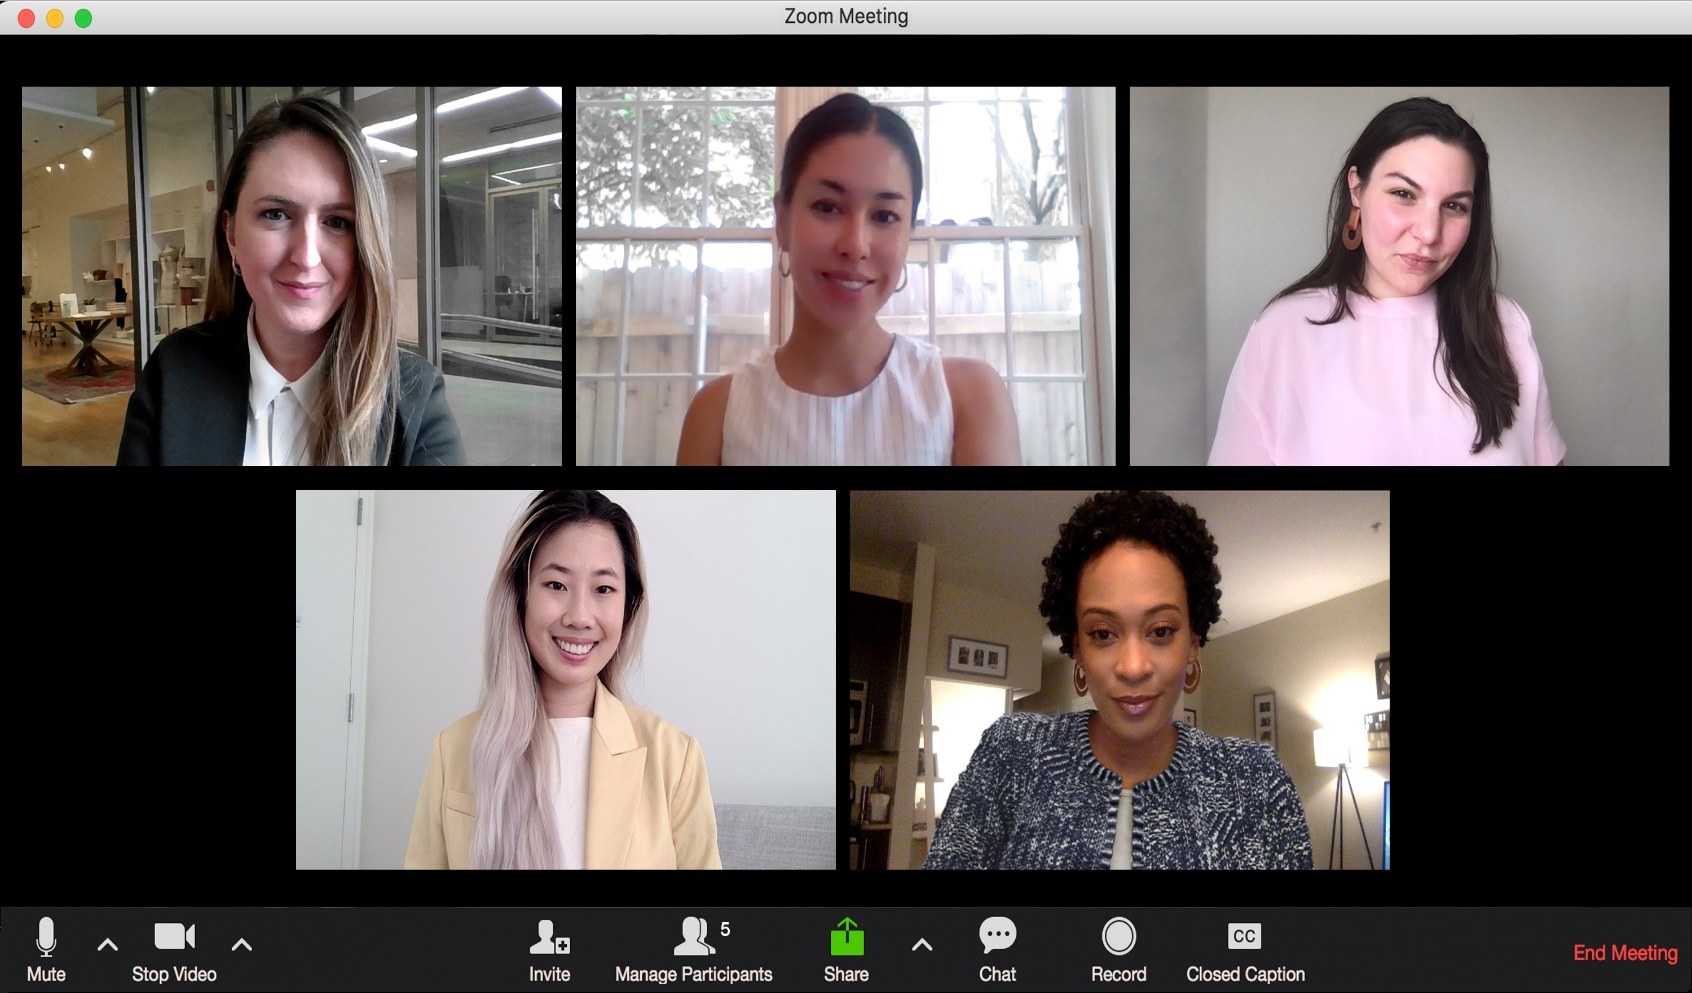 Zoom Meeting
Mute
Stop Video
Invite
Manage Participants
5
Share
Chat
Record
CC
Closed Caption
End Meeting